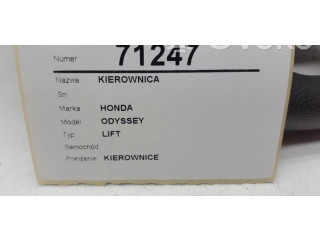 Numer 71247
Nazwa KIEROWNICA
Sn
Marka HONDA
Model ODYSSEY
Typ LIFT
Samochód
Położenie KIEROWNICE